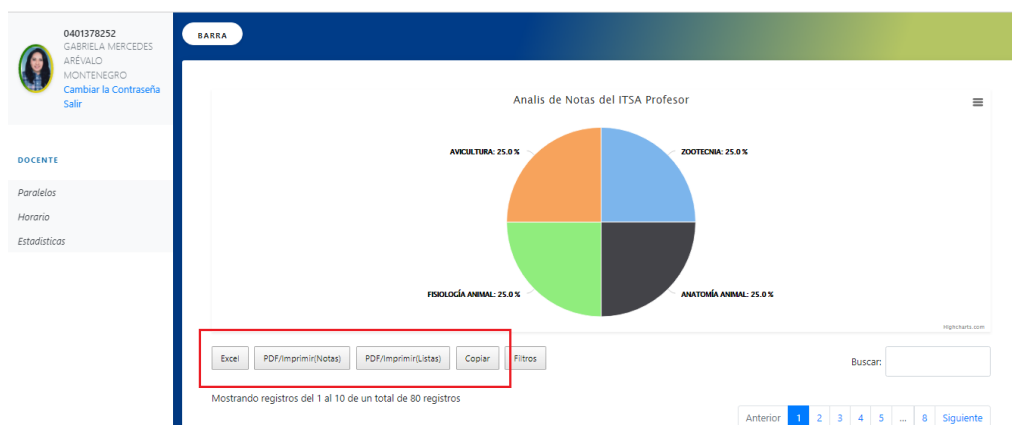 0401378252
GABRIELA MERCEDES
ARÉVALO
MONTENEGRO
Cambiar la Contraseña
Salir
DOCENTE
Paralelos
Horario
Estadísticas
BARRA
Analis de Notas del ITSA Profesor
AVICULTURA: 25.0 %
ZOOTECNIA: 25.0 %
FISIOLOGÍA ANIMAL: 25.0 %
ANATOMÍA ANIMAL: 25.0 %
Highcharts.com
Excel PDF/Imprimir(Notas) PDF/Imprimir(Listas) Copiar Filtros
Buscar:
Mostrando registros del 1 al 10 de un total de 80 registros
Anterior 1 2 3 4 5 ... 8 Siguiente